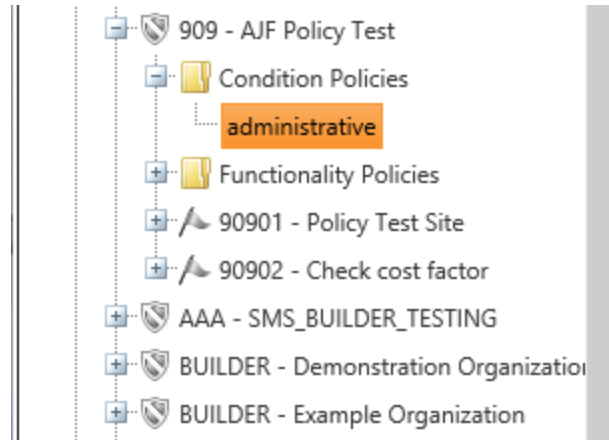 909 - AJF Policy Test
Condition Policies
administrative
Functionality Policies
90901 - Policy Test Site
90902 - Check cost factor
AAA - SMS_BUILDER_TESTING
BUILDER - Demonstration Organization
BUILDER - Example Organization